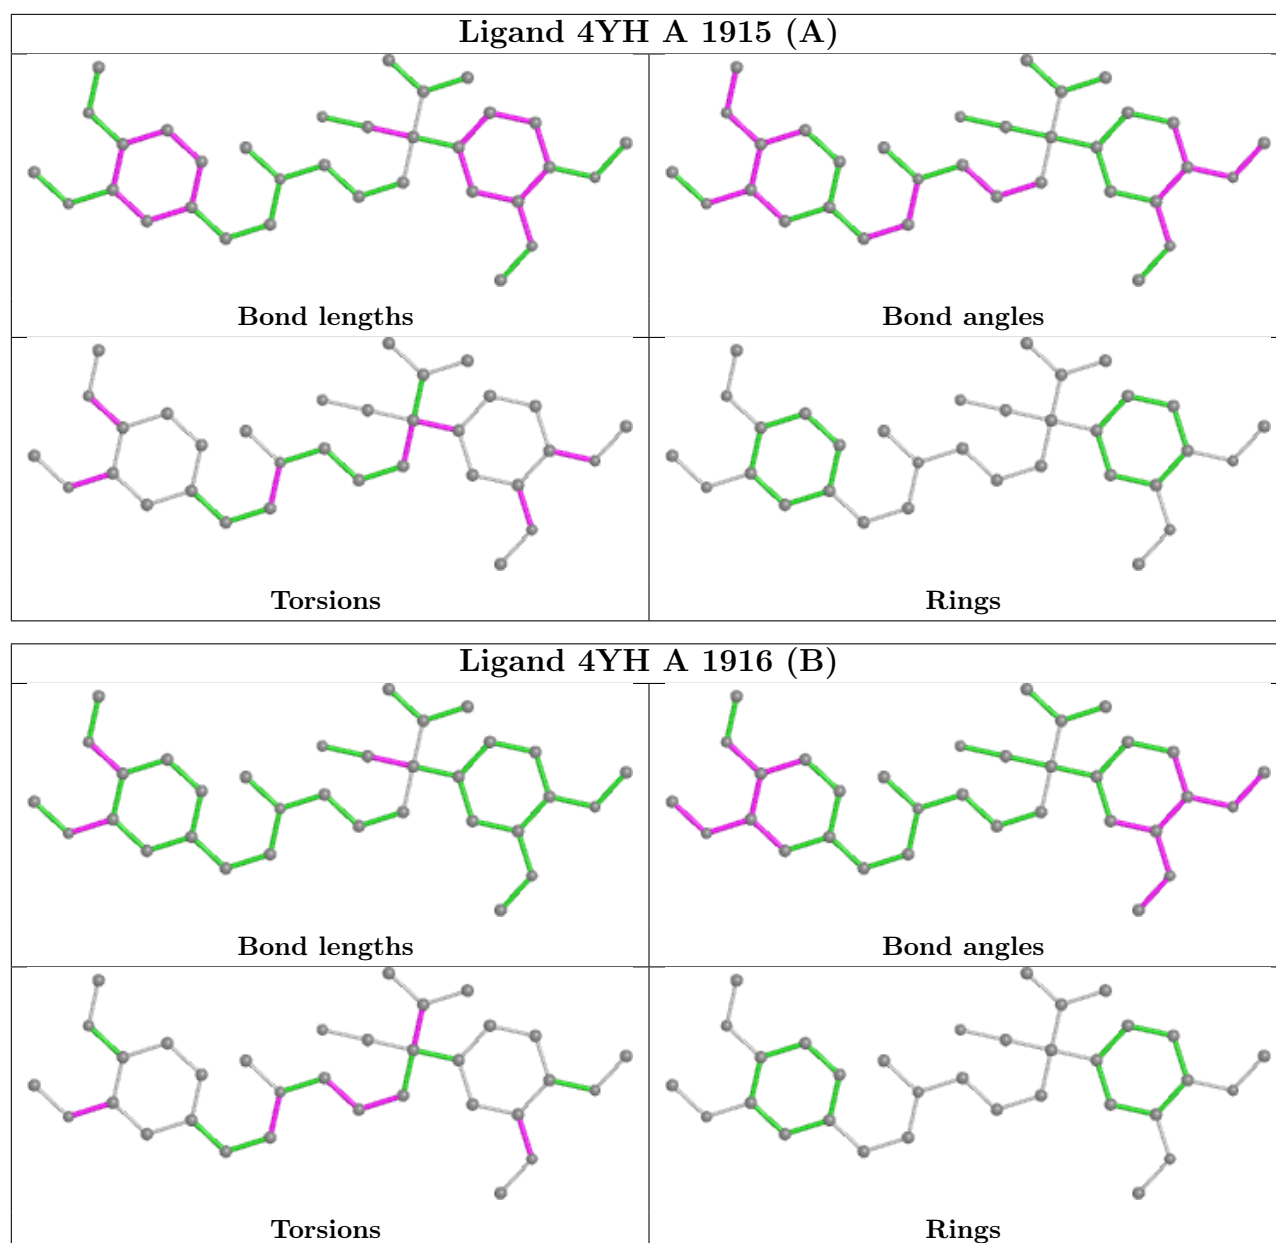 Ligand 4YH A 1915 (A)
Bond lengths
Bond angles
Torsions
Rings
Ligand 4YH A 1916 (B)
Bond lengths
Bond angles
Torsions
Rings